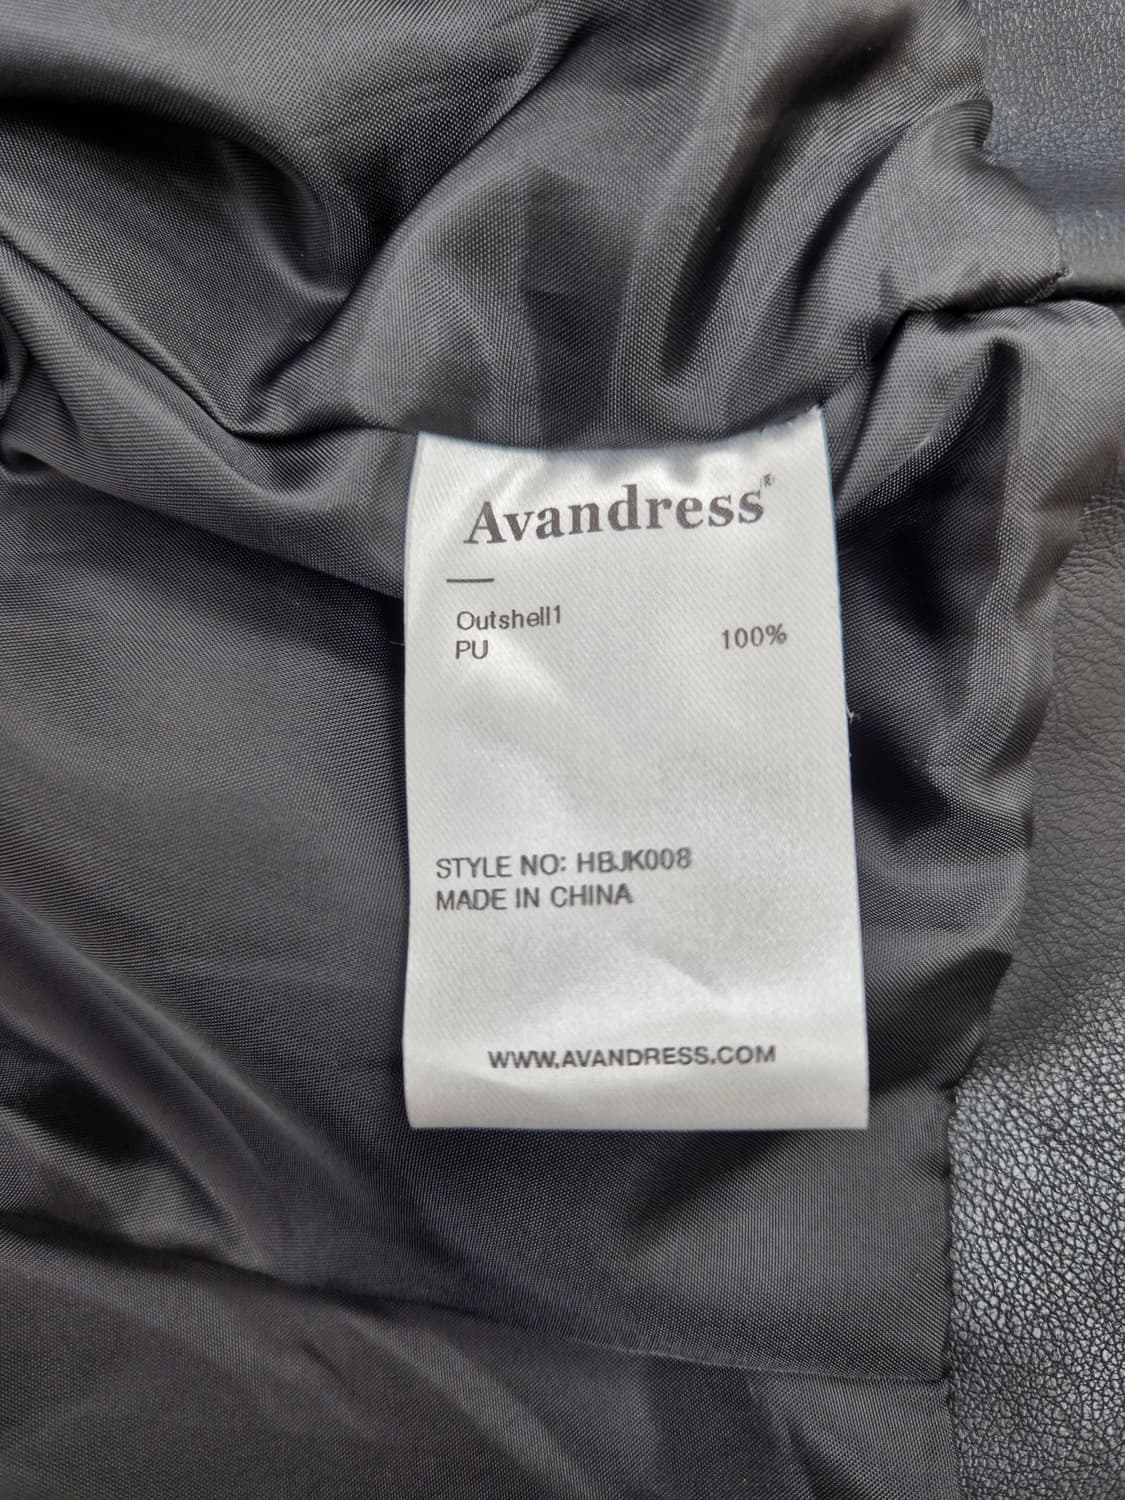 Avandress®
Outshell1
PU 100%
STYLE NO: HBJK008
MADE IN CHINA
WWW.AVANDRESS.COM